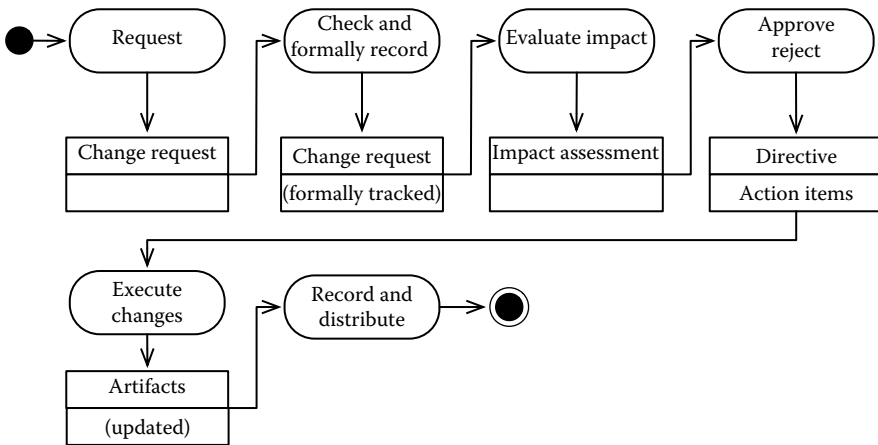 Request
Check and
formally record
Evaluate impact
Approve
reject
Change request
Change request
(formally tracked)
Impact assessment
Directive
Action items
Execute
changes
Record and
distribute
Artifacts
(updated)